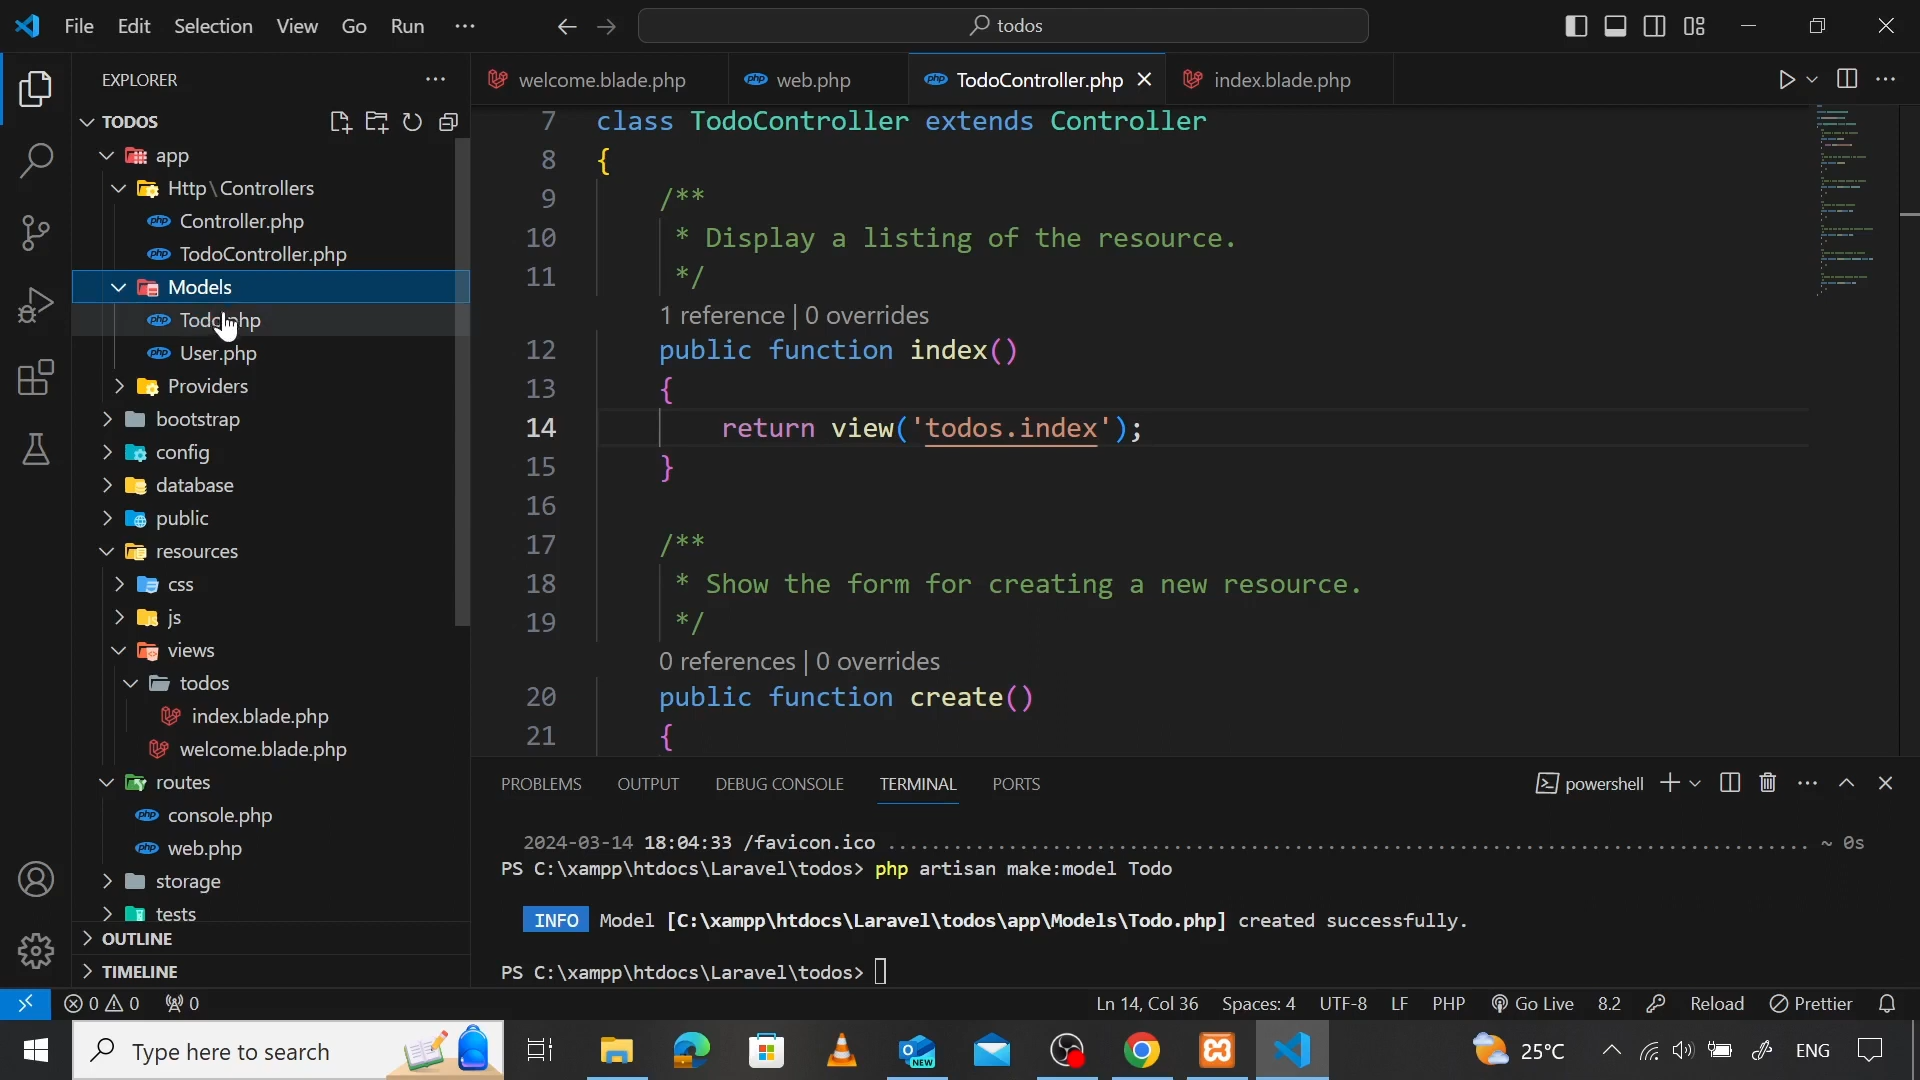 File Edit Selection View Go Run ···
todos
EXPLORER
TODOS
app
Http\Controllers
Controller.php
TodoController.php
Models
User.php
Providers
bootstrap
config
database
public
resources
css
js
views
todos
index.blade.php
welcome.blade.php
routes
console.php
web.php
storage
tests
OUTLINE
TIMELINE
welcome.blade.php web.php TodoController.php index.blade.php
7 class TodoController extends Controller
8 {
9 /**
10 * Display a listing of the resource.
11 */
1 reference | 0 overrides
12 public function index()
13 {
14 return view('todos.index');
15 }
16
17 /**
18 * Show the form for creating a new resource.
19 */
0 references | 0 overrides
20 public function create()
21 {
PROBLEMS OUTPUT DEBUG CONSOLE TERMINAL PORTS
powershell
2024-03-14 18:04:33 /favicon.ico ........................................................................................ ~ 0s
PS C:\xampp\htdocs\Laravel\todos> php artisan make:model Todo
INFO Model [C:\xampp\htdocs\Laravel\todos\app\Models\Todo.php] created successfully.
PS C:\xampp\htdocs\Laravel\todos>
0 0 0
Ln 14, Col 36 Spaces: 4 UTF-8 LF PHP Go Live 8.2 Reload Prettier
Type here to search
NEW
25°C
ENG